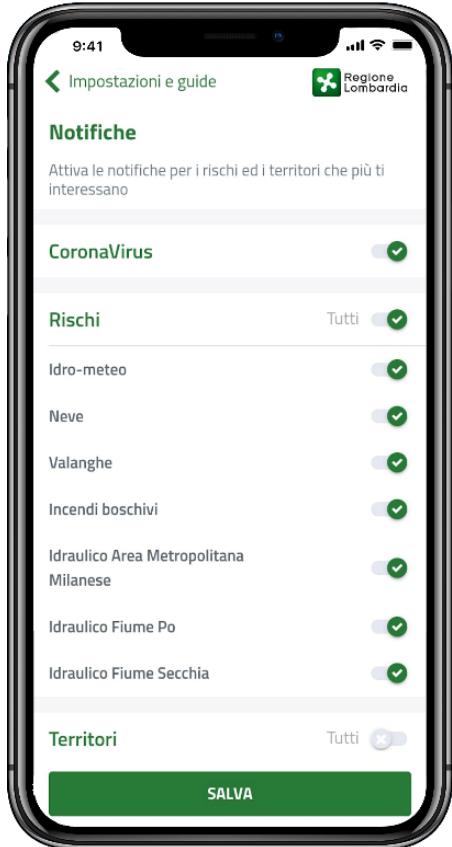 9:41
Impostazioni e guide
Regione
Lombardia
Notifiche
Attiva le notifiche per i rischi ed i territori che più ti
interessano
CoronaVirus
Rischi Tutti
Idro-meteo
Neve
Valanghe
Incendi boschivi
Idraulico Area Metropolitana
Milanese
Idraulico Fiume Po
Idraulico Fiume Secchia
Territori Tutti
SALVA